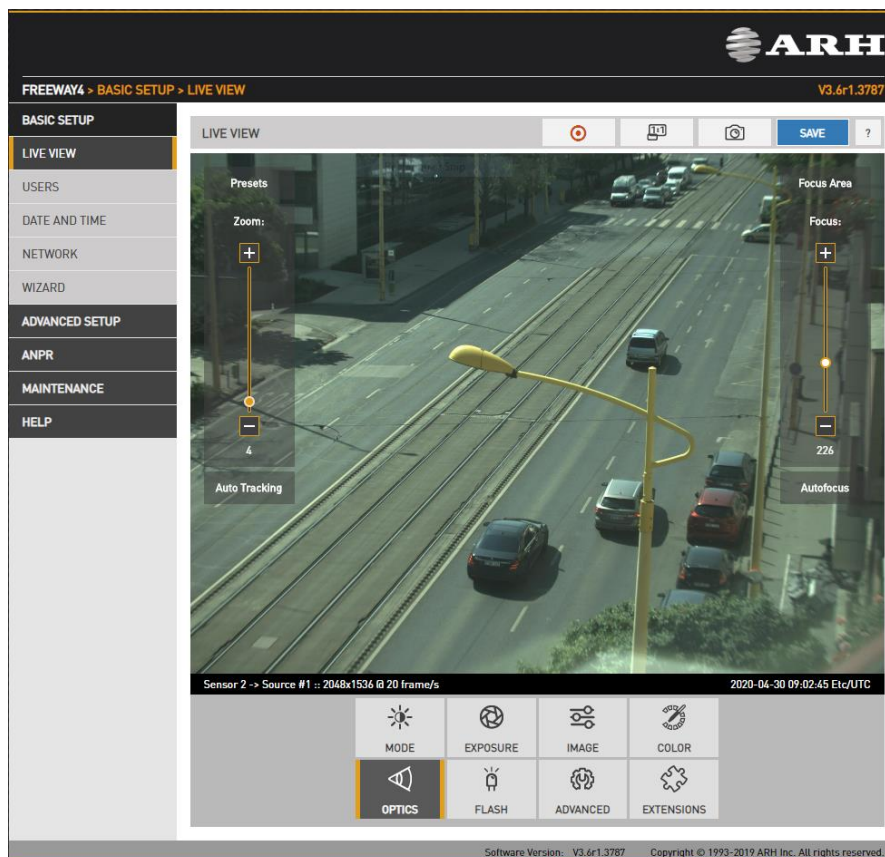 ARH
FREEWAY4 > BASIC SETUP > LIVE VIEW
V3.6r1.3787
BASIC SETUP
LIVE VIEW
USERS
DATE AND TIME
NETWORK
WIZARD
ADVANCED SETUP
ANPR
MAINTENANCE
HELP
LIVE VIEW
1:1
SAVE
?
Presets
Zoom:
+
−
4
Auto Tracking
Focus Area
Focus:
+
−
226
Autofocus
Sensor 2 -> Source #1 :: 2048x1536 @ 20 frame/s
2020-04-30 09:02:45 Etc/UTC
MODE
EXPOSURE
IMAGE
COLOR
OPTICS
FLASH
ADVANCED
EXTENSIONS
Software Version: V3.6r1.3787 Copyright © 1993-2019 ARH Inc. All rights reserved.